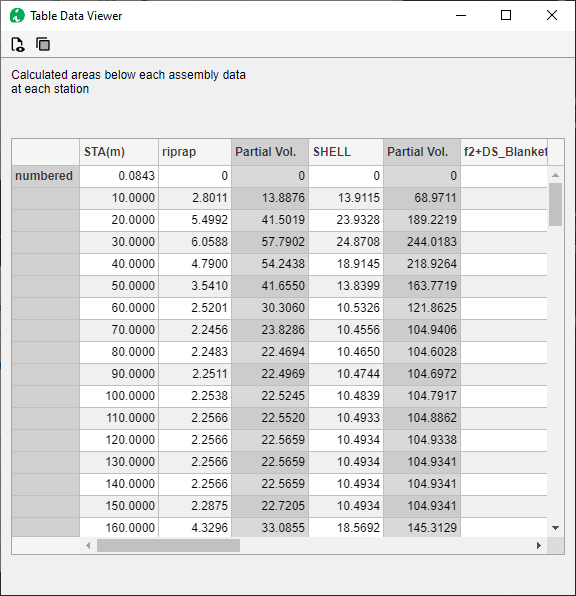 Table Data Viewer
Calculated areas below each assembly data
at each station
STA(m) riprap Partial Vol. SHELL Partial Vol. f2+DS_Blanket
numbered 0.0843 0 0 0 0
10.0000 2.8011 13.8876 13.9115 68.9711
20.0000 5.4992 41.5019 23.9328 189.2219
30.0000 6.0588 57.7902 24.8708 244.0183
40.0000 4.7900 54.2438 18.9145 218.9264
50.0000 3.5410 41.6550 13.8399 163.7719
60.0000 2.5201 30.3060 10.5326 121.8625
70.0000 2.2456 23.8286 10.4556 104.9406
80.0000 2.2483 22.4694 10.4650 104.6028
90.0000 2.2511 22.4969 10.4744 104.6972
100.0000 2.2538 22.5245 10.4839 104.7917
110.0000 2.2566 22.5520 10.4933 104.8862
120.0000 2.2566 22.5659 10.4934 104.9338
130.0000 2.2566 22.5659 10.4934 104.9341
140.0000 2.2566 22.5659 10.4934 104.9341
150.0000 2.2875 22.7205 10.4934 104.9341
160.0000 4.3296 33.0855 18.5692 145.3129